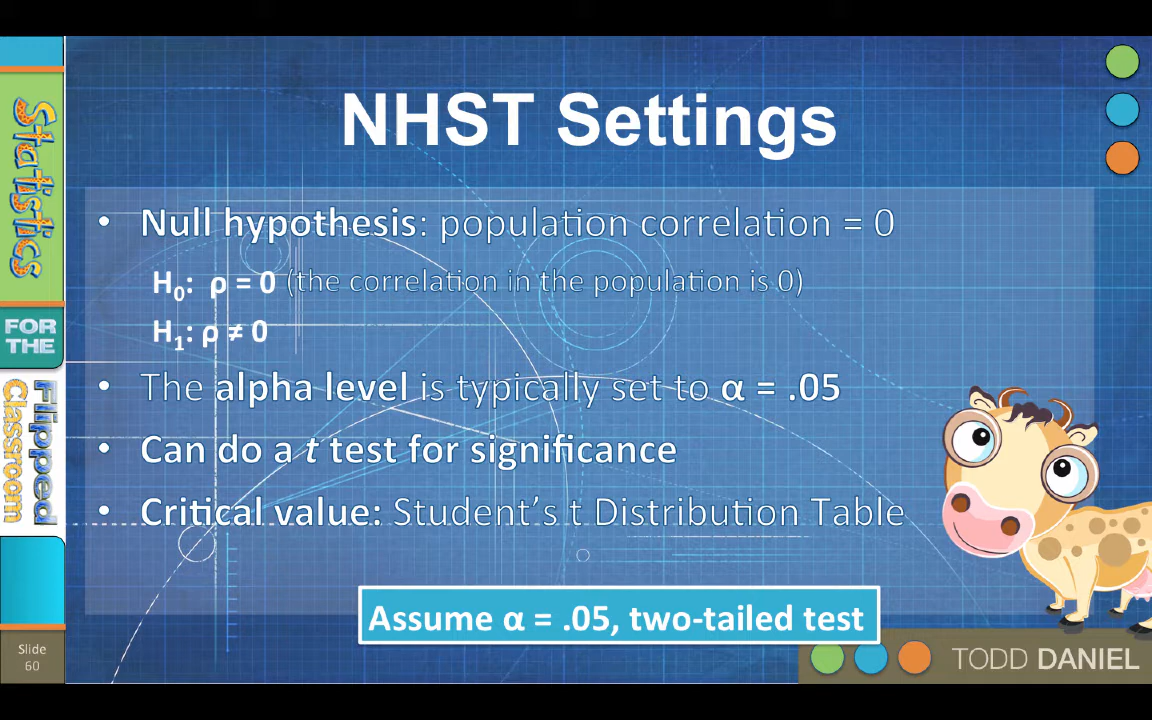 NHST Settings
• Null hypothesis: population correlation = 0
H₀: ρ = 0 (the correlation in the population is 0)
H₁: ρ ≠ 0
• The alpha level is typically set to α = .05
• Can do a t test for significance
• Critical value: Student’s t Distribution Table
Assume α = .05, two-tailed test
Statistics
FOR
THE
Flipped
Classroom
Slide
60
TODD DANIEL